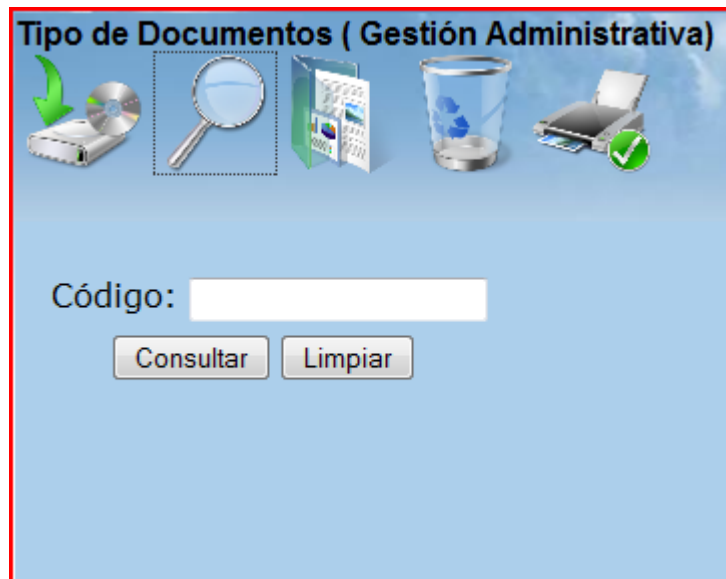 Tipo de Documentos ( Gestión Administrativa)
Código:
Consultar Limpiar